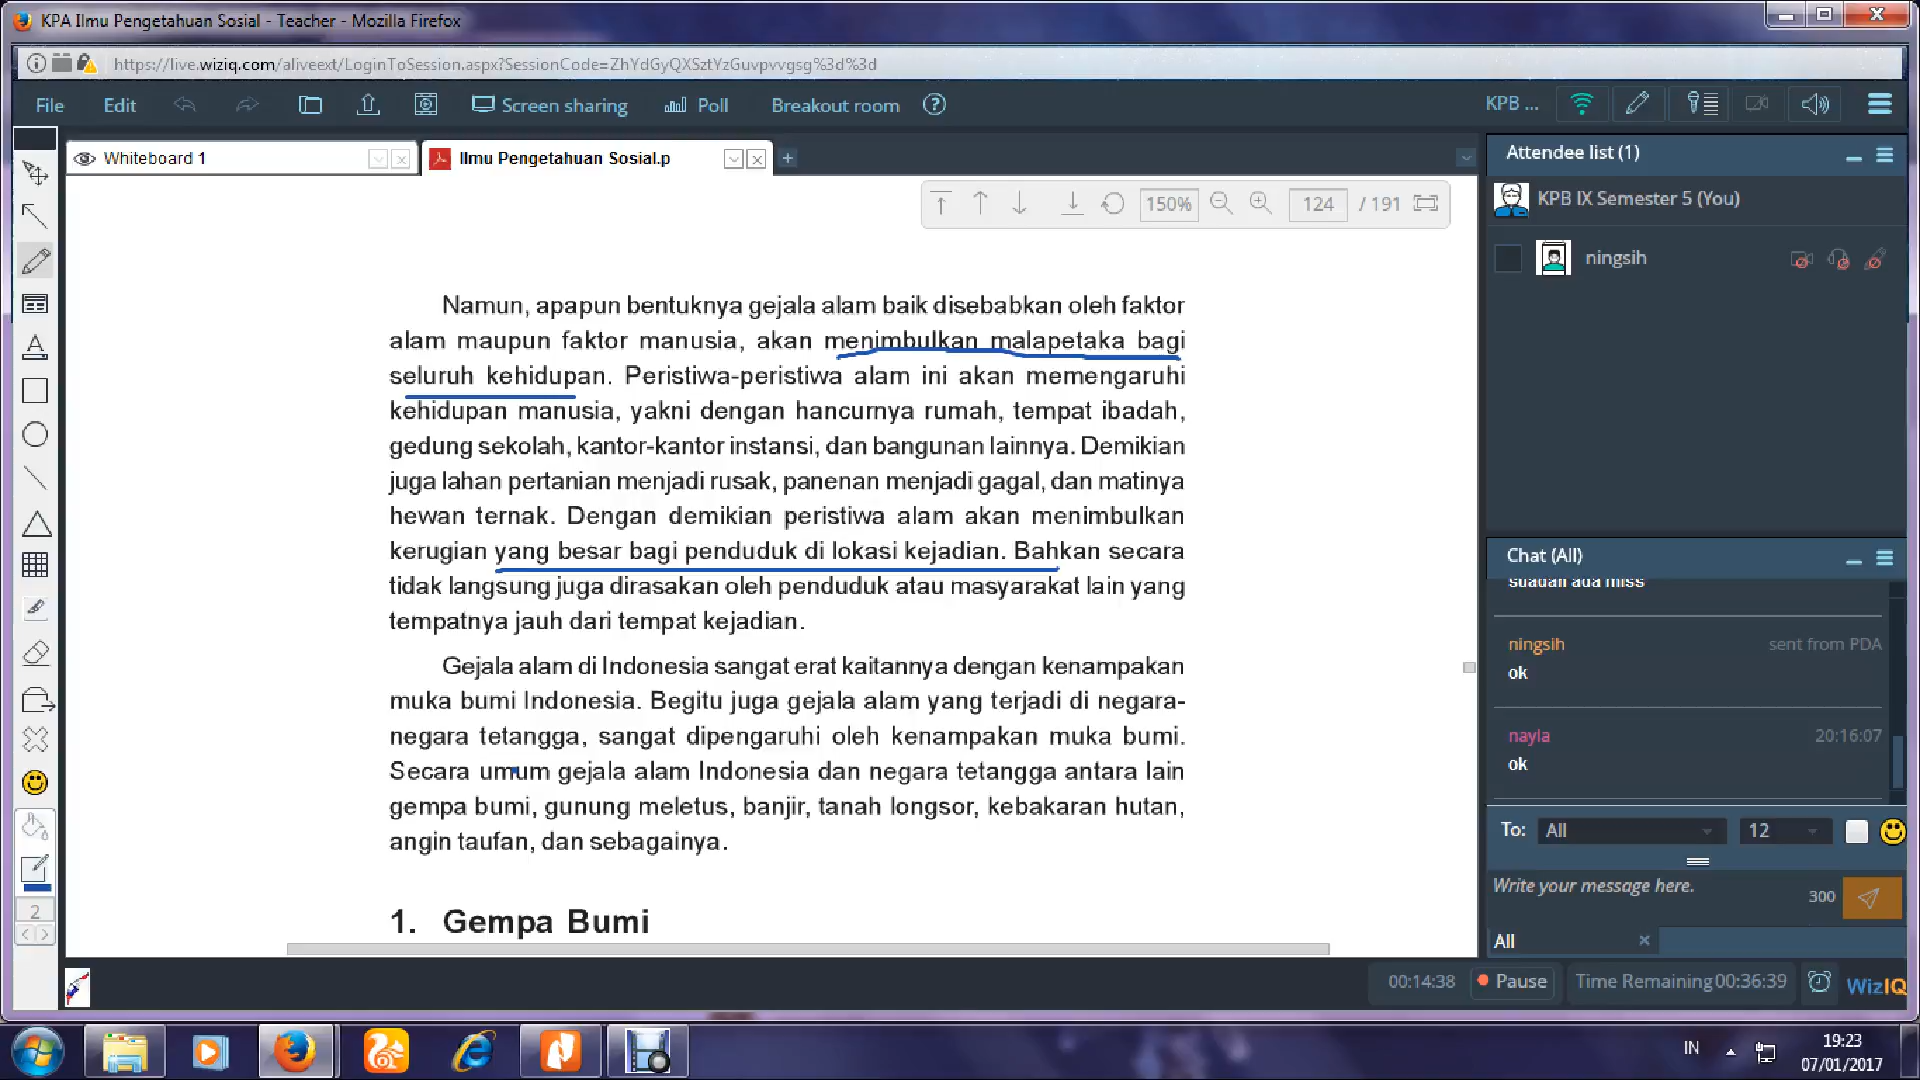 KPA Ilmu Pengetahuan Sosial - Teacher - Mozilla Firefox
https://live.wiziq.com/aliveext/LoginToSession.aspx?SessionCode=ZhYdGyQXSztYzGuvpvvgsg%3d%3d
File Edit Screen sharing Poll Breakout room KPB ...
Whiteboard 1
Ilmu Pengetahuan Sosial.p
150% 124 / 191
Namun, apapun bentuknya gejala alam baik disebabkan oleh faktor
alam maupun faktor manusia, akan menimbulkan malapetaka bagi
seluruh kehidupan. Peristiwa-peristiwa alam ini akan memengaruhi
kehidupan manusia, yakni dengan hancurnya rumah, tempat ibadah,
gedung sekolah, kantor-kantor instansi, dan bangunan lainnya. Demikian
juga lahan pertanian menjadi rusak, panenan menjadi gagal, dan matinya
hewan ternak. Dengan demikian peristiwa alam akan menimbulkan
kerugian yang besar bagi penduduk di lokasi kejadian. Bahkan secara
tidak langsung juga dirasakan oleh penduduk atau masyarakat lain yang
tempatnya jauh dari tempat kejadian.
Gejala alam di Indonesia sangat erat kaitannya dengan kenampakan
muka bumi Indonesia. Begitu juga gejala alam yang terjadi di negara-
negara tetangga, sangat dipengaruhi oleh kenampakan muka bumi.
Secara umum gejala alam Indonesia dan negara tetangga antara lain
gempa bumi, gunung meletus, banjir, tanah longsor, kebakaran hutan,
angin taufan, dan sebagainya.
1. Gempa Bumi
2
Attendee list (1)
KPB IX Semester 5 (You)
ningsih
Chat (All)
ada miss
ningsih sent from PDA
ok
nayla 20:16:07
ok
To: All 12
Write your message here. 300
All
00:14:38 Pause Time Remaining 00:36:39 WizIQ
IN
19:23
07/01/2017